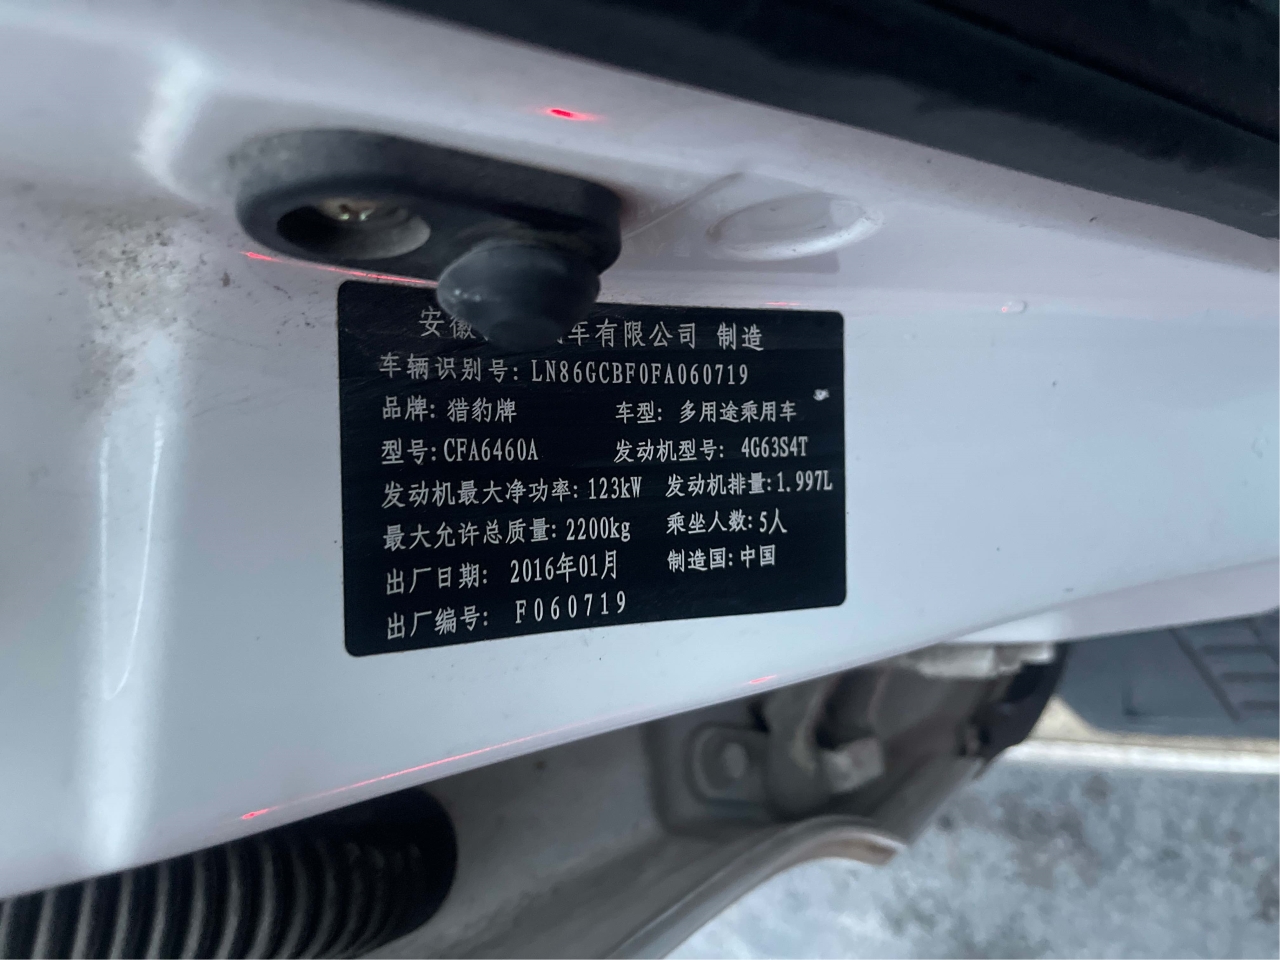 安徽 车有限公司 制造
车辆识别号: LN86GCBF0FA060719
品牌: 猎豹牌 车型: 多用途乘用车
型号: CFA6460A 发动机型号: 4G63S4T
发动机最大净功率: 123kW 发动机排量: 1.997L
最大允许总质量: 2200kg 乘坐人数: 5人
出厂日期: 2016年01月 制造国: 中国
出厂编号: F060719